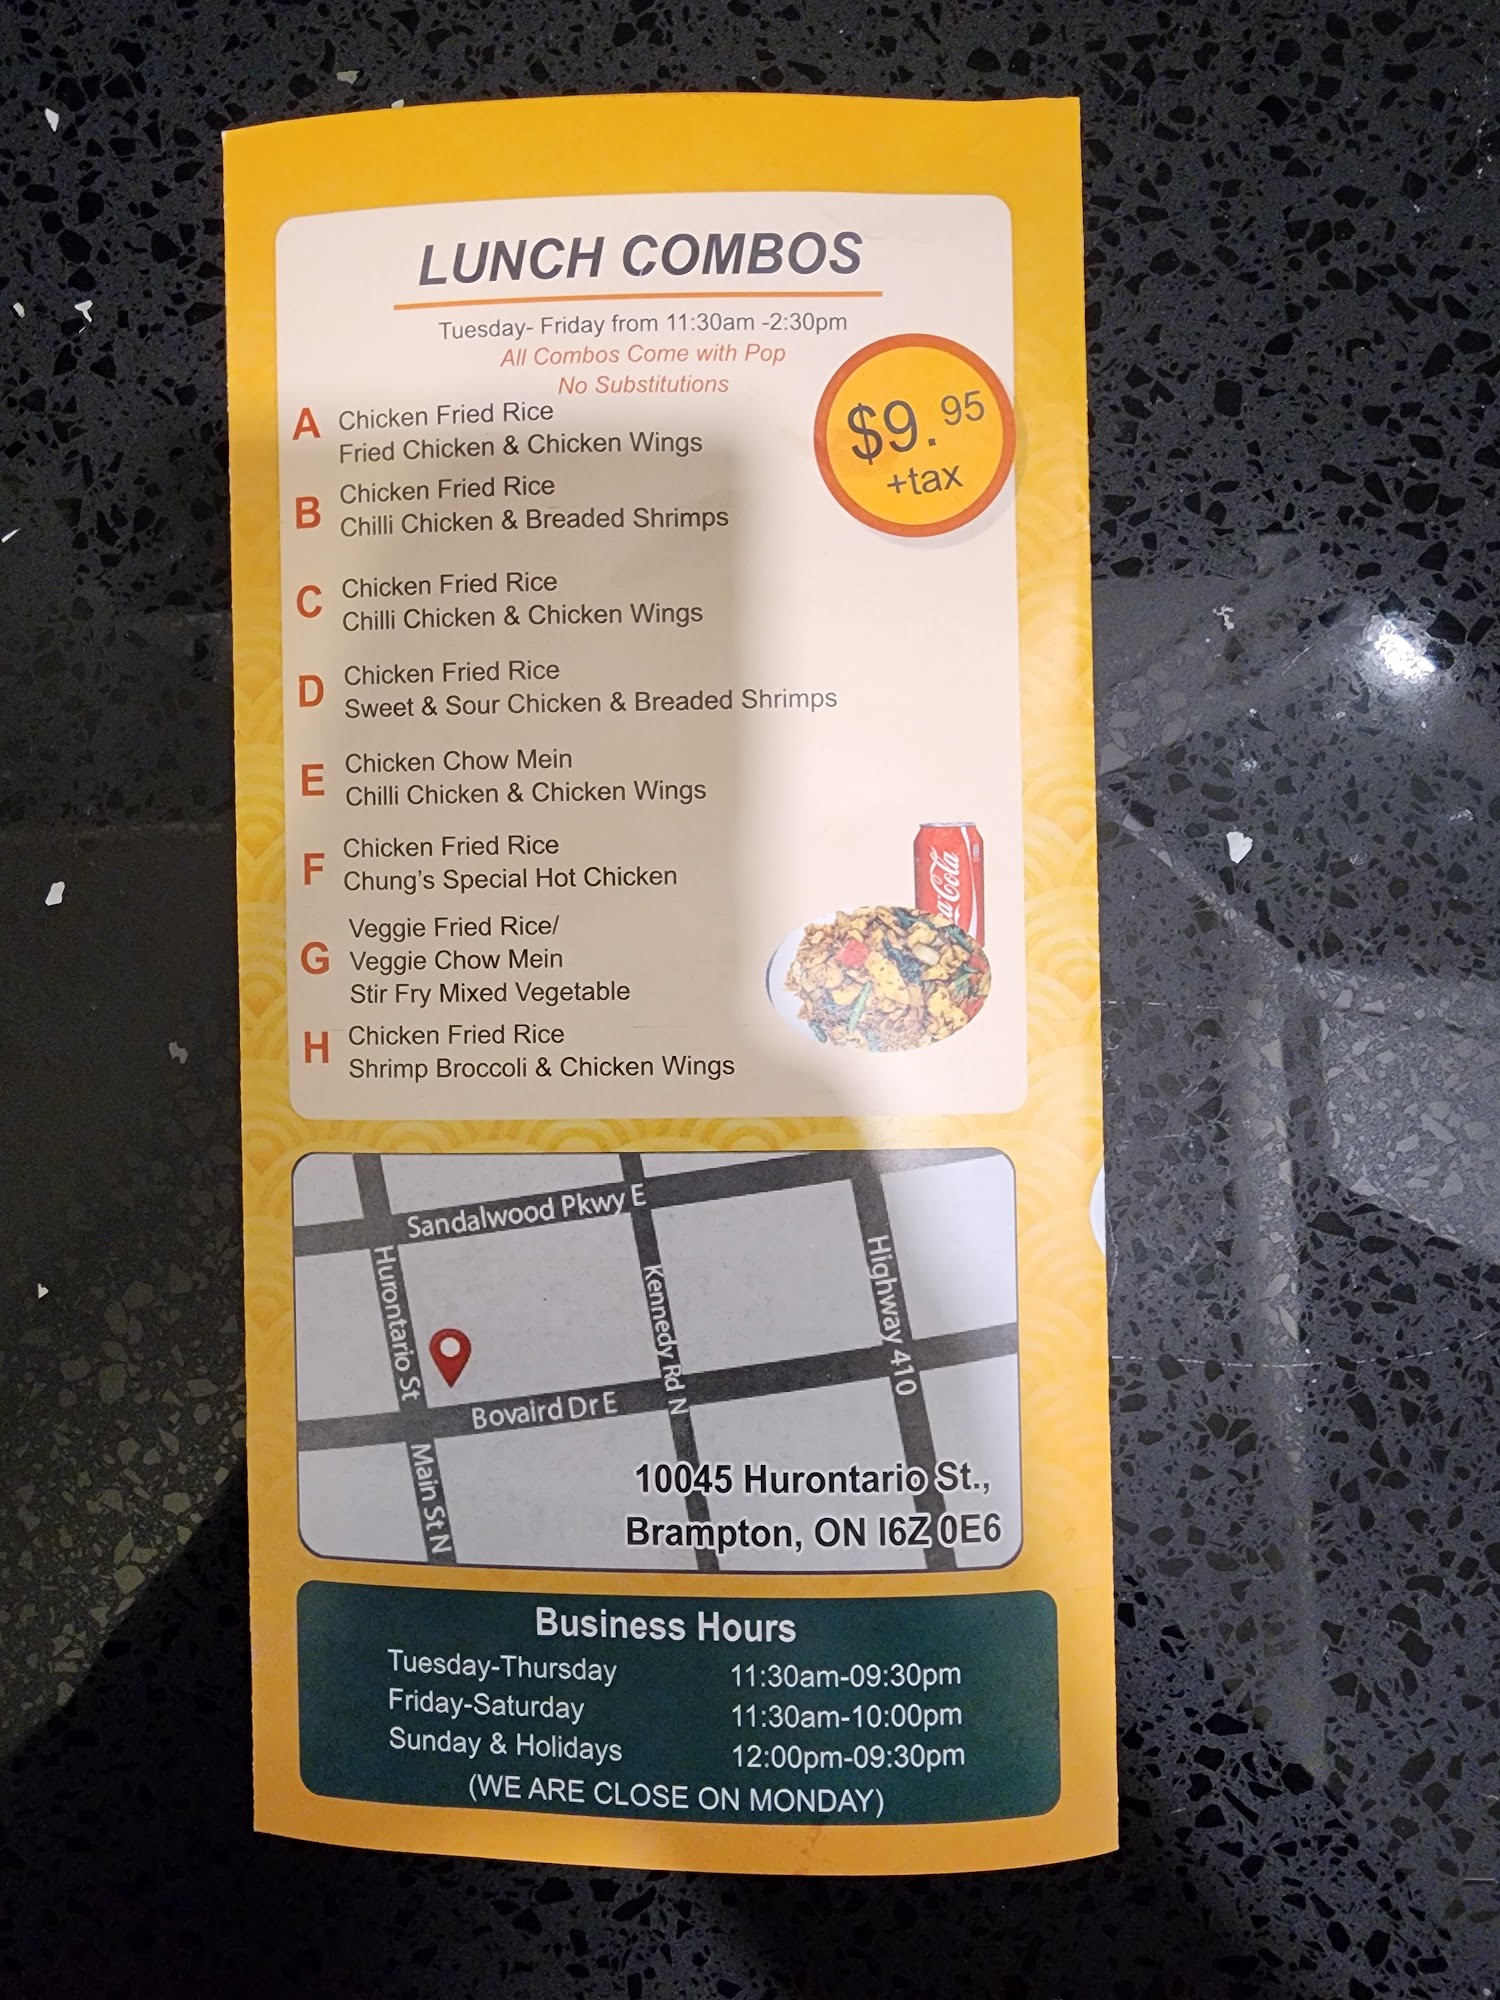 LUNCH COMBOS
Tuesday- Friday from 11:30am -2:30pm
All Combos Come with Pop
No Substitutions
$9.95
+tax
A Chicken Fried Rice
Fried Chicken & Chicken Wings
B Chicken Fried Rice
Chilli Chicken & Breaded Shrimps
C Chicken Fried Rice
Chilli Chicken & Chicken Wings
D Chicken Fried Rice
Sweet & Sour Chicken & Breaded Shrimps
E Chicken Chow Mein
Chilli Chicken & Chicken Wings
F Chicken Fried Rice
Chung's Special Hot Chicken
G Veggie Fried Rice/
Veggie Chow Mein
Stir Fry Mixed Vegetable
H Chicken Fried Rice
Shrimp Broccoli & Chicken Wings
Coca-Cola
Sandalwood Pkwy E
Hurontario St
Kennedy Rd N
Highway 410
Bovaird Dr E
Main St N
10045 Hurontario St.,
Brampton, ON l6Z 0E6
Business Hours
Tuesday-Thursday 11:30am-09:30pm
Friday-Saturday 11:30am-10:00pm
Sunday & Holidays 12:00pm-09:30pm
(WE ARE CLOSE ON MONDAY)